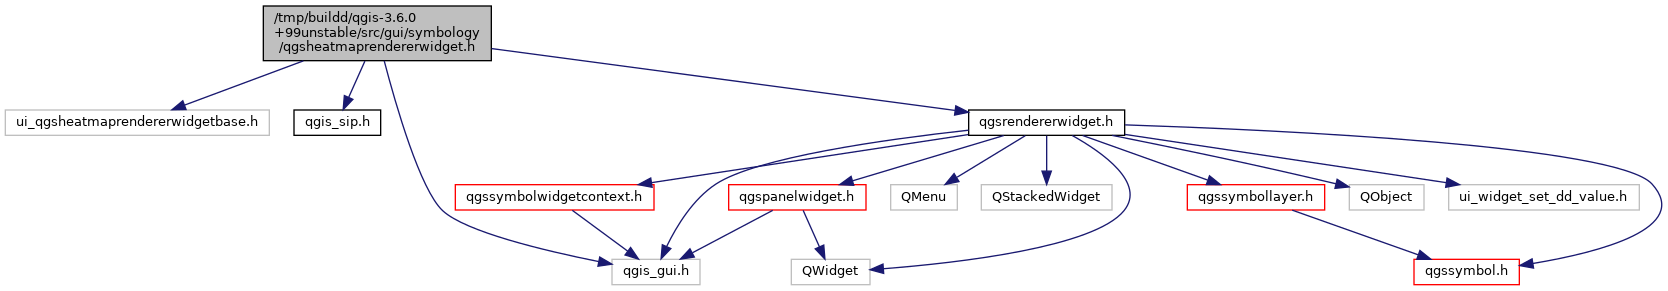 /tmp/buildd/qgis-3.6.0
+99unstable/src/gui/symbology
/qgsheatmaprendererwidget.h
ui_qgsheatmaprendererwidgetbase.h
qgis_sip.h
qgsrendererwidget.h
qgssymbolwidgetcontext.h
qgspanelwidget.h
QMenu
QStackedWidget
qgssymbollayer.h
QObject
ui_widget_set_dd_value.h
qgis_gui.h
QWidget
qgssymbol.h